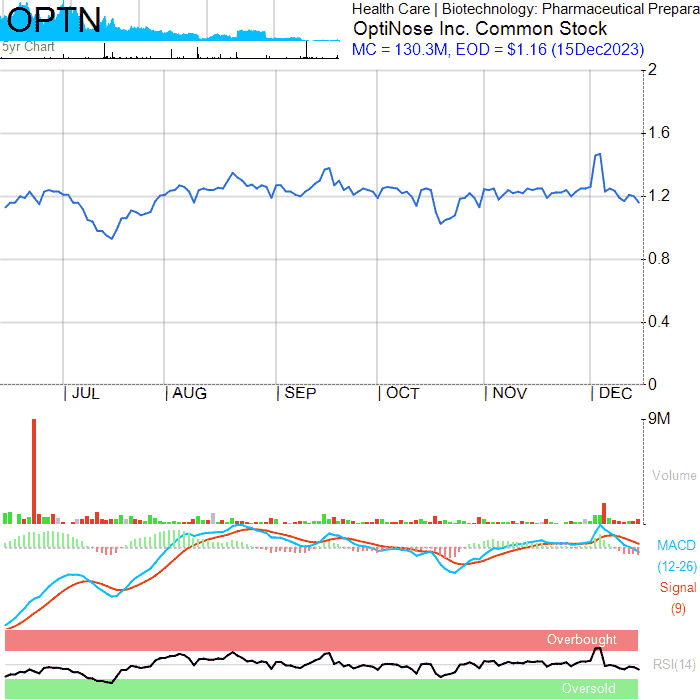 OPTN
5yr Chart
Health Care | Biotechnology: Pharmaceutical Prepara
OptiNose Inc. Common Stock
MC = 130.3M, EOD = $1.16 (15Dec2023)
2
1.6
1.2
0.8
0.4
0
JUL AUG SEP OCT NOV DEC
9M
Volume
MACD
(12-26)
Signal
(9)
Overbought
RSI(14)
Oversold